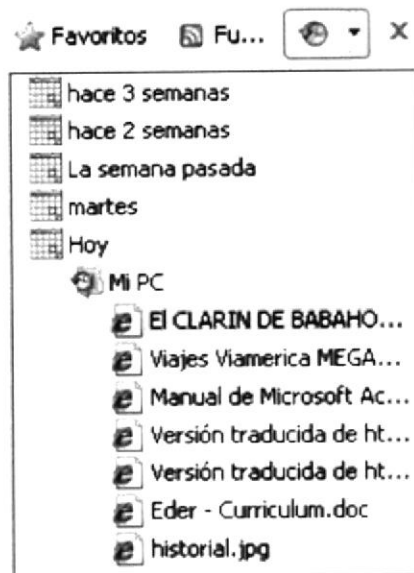 Favoritos Fu...
hace 3 semanas
hace 2 semanas
La semana pasada
martes
Hoy
Mi PC
El CLARIN DE BABAHO...
Viajes Viamerica MEGA...
Manual de Microsoft Ac...
Versión traducida de ht...
Versión traducida de ht...
Eder - Curriculum.doc
historial.jpg